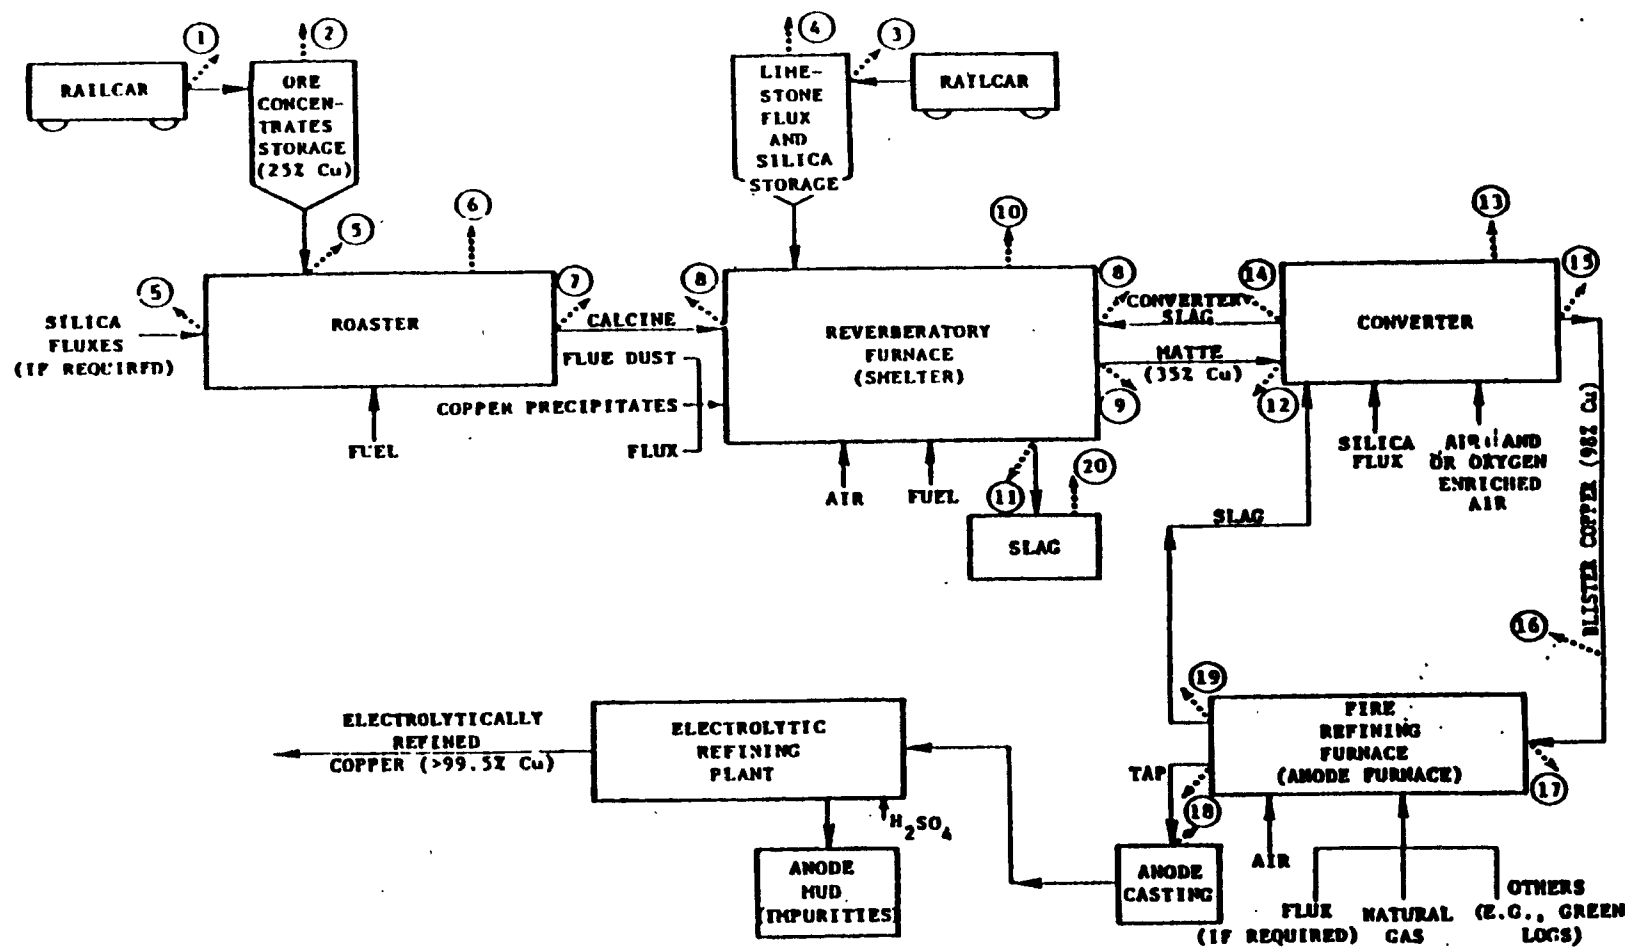 1
2
4
3
RAILCAR
ORE
CONCEN-
TRATES
STORAGE
(25% Cu)
LIME-
STONE
FLUX
AND
SILICA
STORAGE
RAILCAR
5
6
10
13
5
7
8
8
14
15
SILICA
FLUXES
(IF REQUIRED)
ROASTER
CALCINE
FLUE DUST
COPPER PRECIPITATES
FLUX
FUEL
REVERBERATORY
FURNACE
(SMELTER)
CONVERTER
SLAG
MATTE
(35% Cu)
9
12
CONVERTER
AIR
FUEL
11
20
SLAG
SILICA
FLUX
AIR AND
OR OXYGEN
ENRICHED
AIR
SLAG
BLISTER COPPER (98% Cu)
16
19
FIRE
REFINING
FURNACE
(ANODE FURNACE)
17
TAP
18
ELECTROLYTICALLY
REFINED
COPPER (>99.5% Cu)
ELECTROLYTIC
REFINING
PLANT
H2SO4
ANODE
MUD
(IMPURITIES)
ANODE
CASTING
AIR
FLUX
(IF REQUIRED)
NATURAL
GAS
OTHERS
(E.G., GREEN
LOGS)